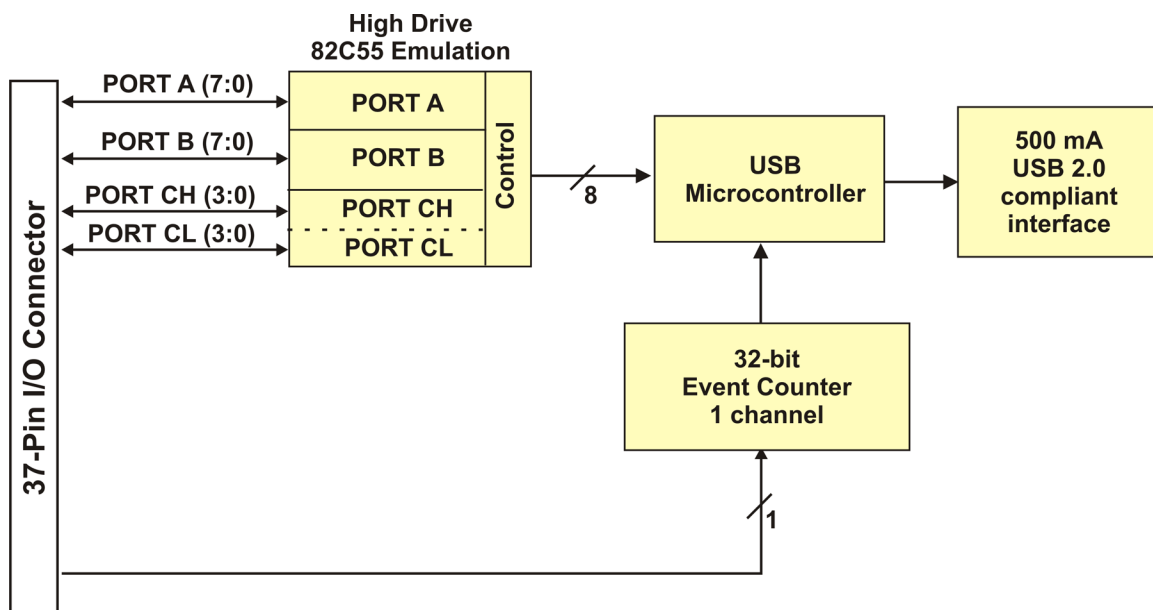 High Drive
82C55 Emulation
PORT A (7:0)
PORT A
PORT B (7:0)
PORT B
PORT CH (3:0)
PORT CH
PORT CL (3:0)
PORT CL
Control
8
USB
Microcontroller
500 mA
USB 2.0
compliant
interface
32-bit
Event Counter
1 channel
1
37-Pin I/O Connector